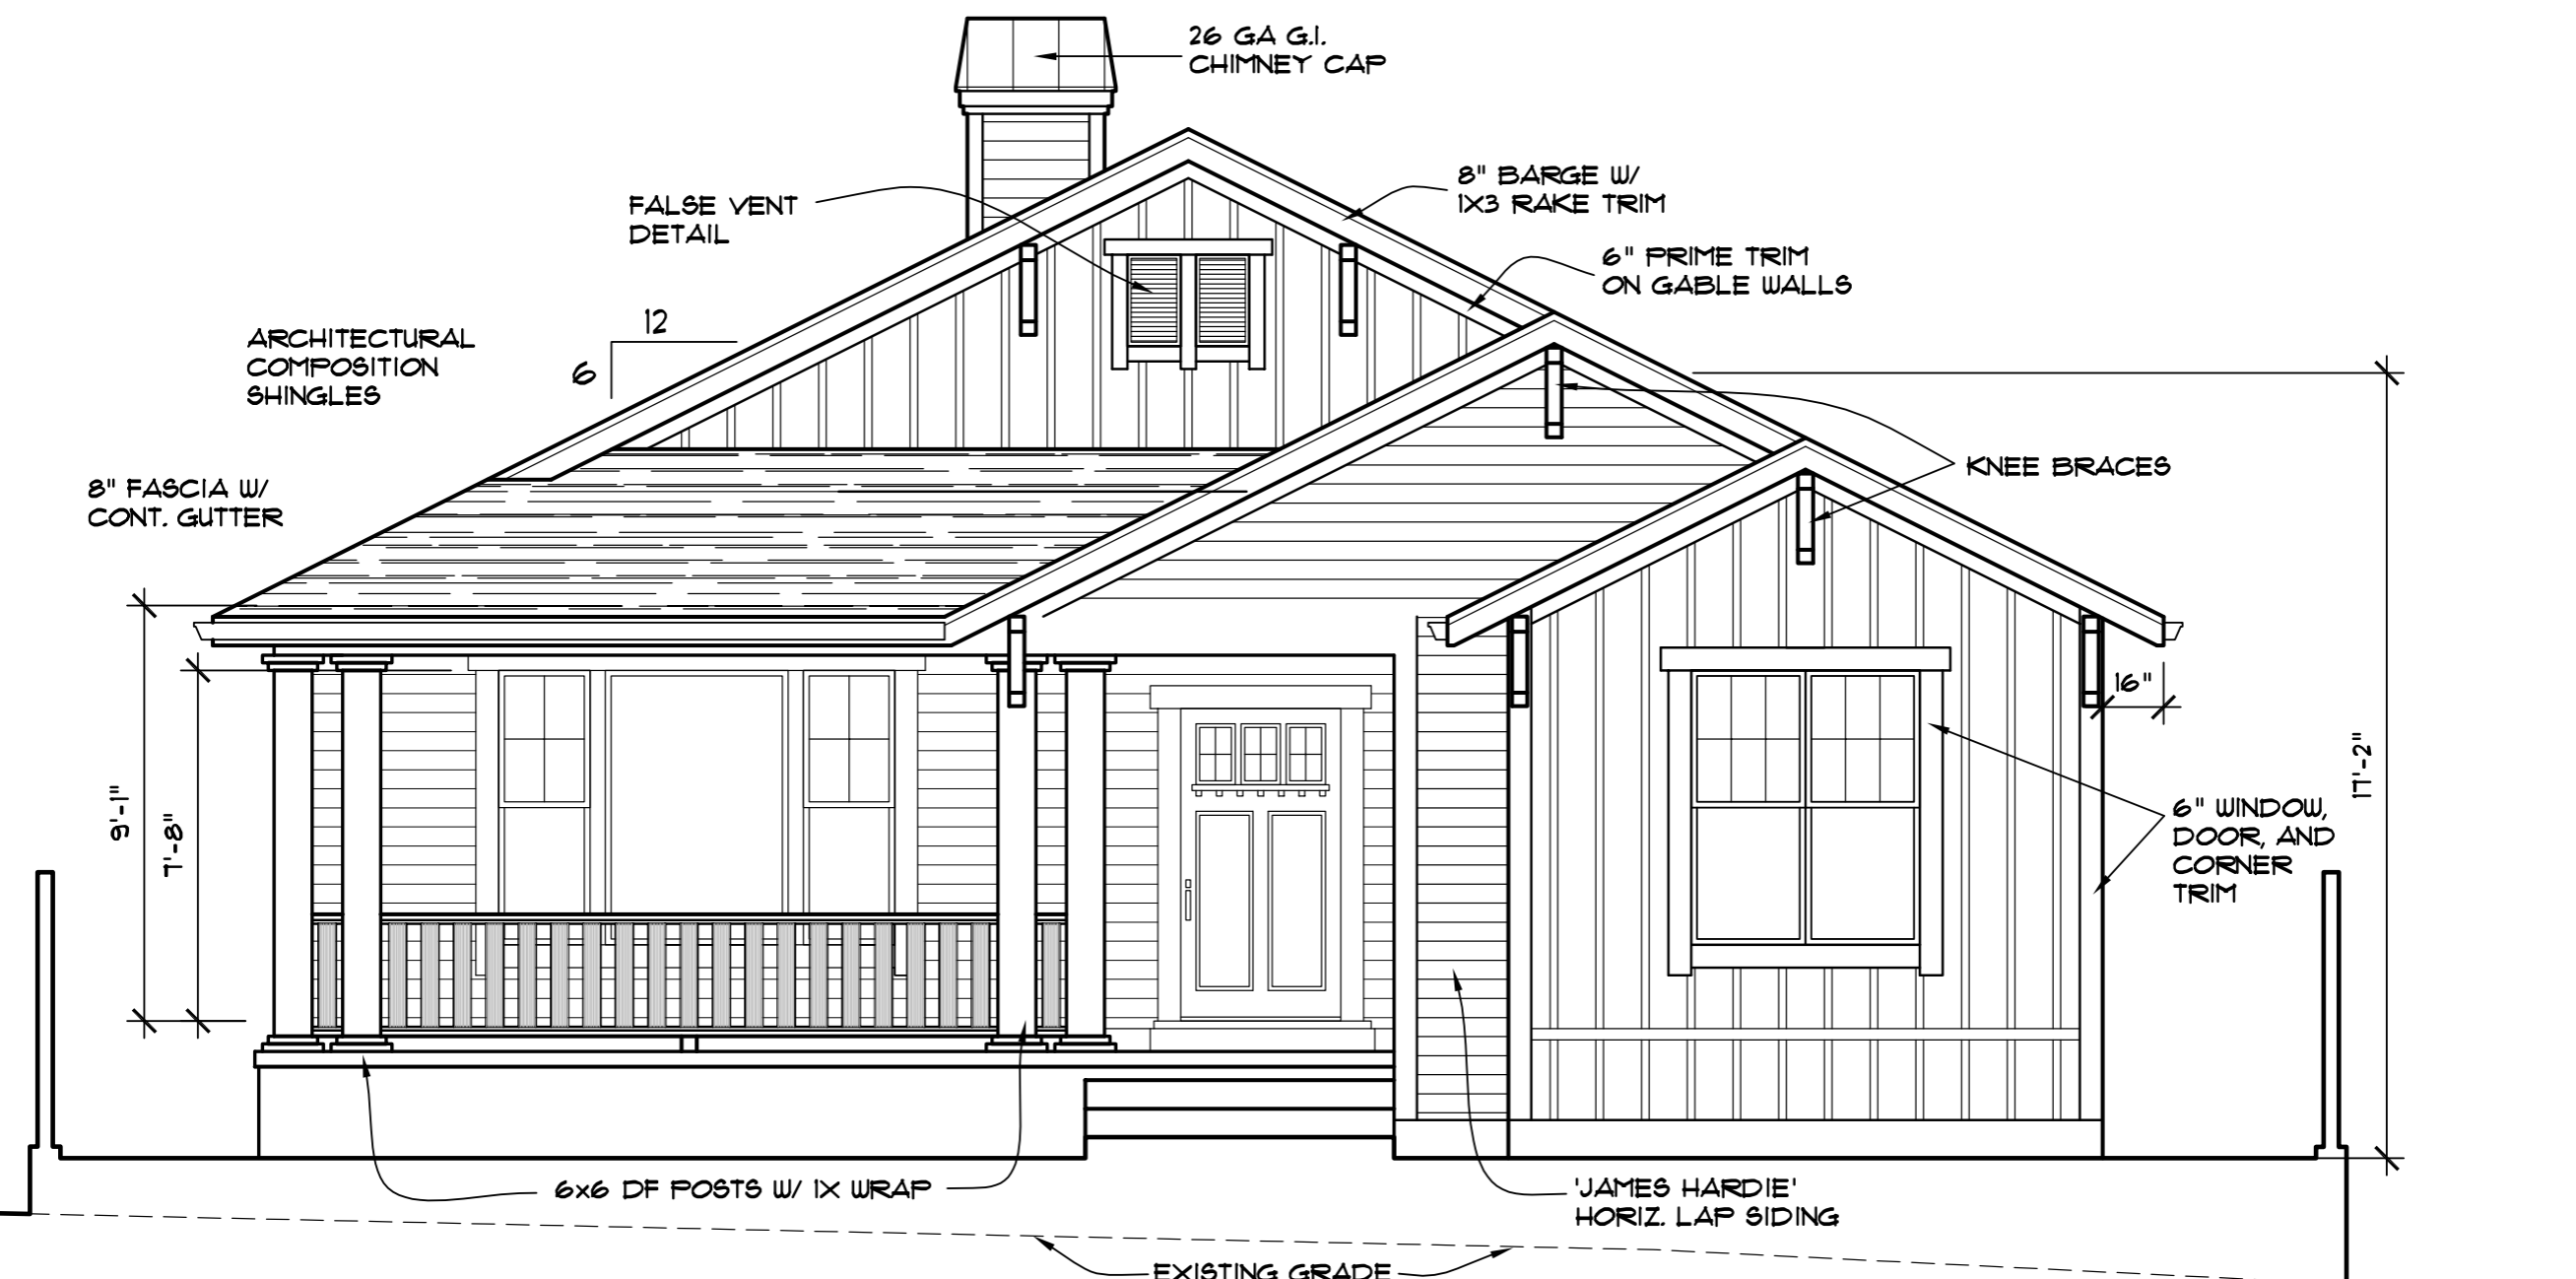 26 GA G.I.
CHIMNEY CAP
FALSE VENT
DETAIL
8" BARGE W/
1X3 RAKE TRIM
6" PRIME TRIM
ON GABLE WALLS
12
6
ARCHITECTURAL
COMPOSITION
SHINGLES
8" FASCIA W/
CONT. GUTTER
KNEE BRACES
16"
17'-2"
9'-1"
7'-8"
6" WINDOW,
DOOR, AND
CORNER
TRIM
6x6 DF POSTS W/ 1X WRAP
'JAMES HARDIE'
HORIZ. LAP SIDING
EXISTING GRADE